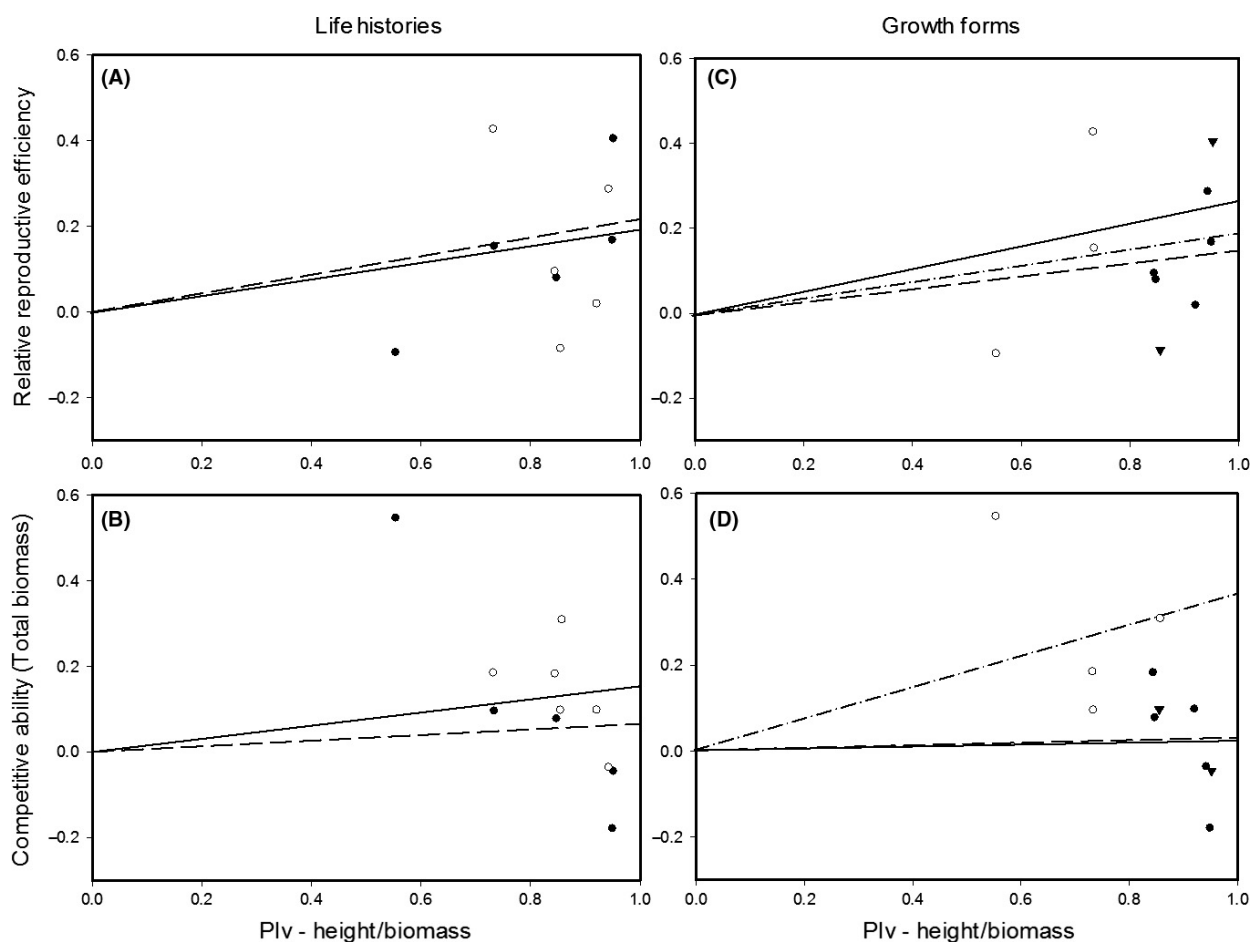 Life histories
Growth forms
(A)
0.6
0.4
0.2
0.0
–0.2
0.0 0.2 0.4 0.6 0.8 1.0
Relative reproductive efficiency
(C)
0.6
0.4
0.2
0.0
–0.2
0.0 0.2 0.4 0.6 0.8 1.0
(B)
0.6
0.4
0.2
0.0
–0.2
0.0 0.2 0.4 0.6 0.8 1.0
Competitive ability (Total biomass)
PIv - height/biomass
(D)
0.6
0.4
0.2
0.0
–0.2
0.0 0.2 0.4 0.6 0.8 1.0
PIv - height/biomass